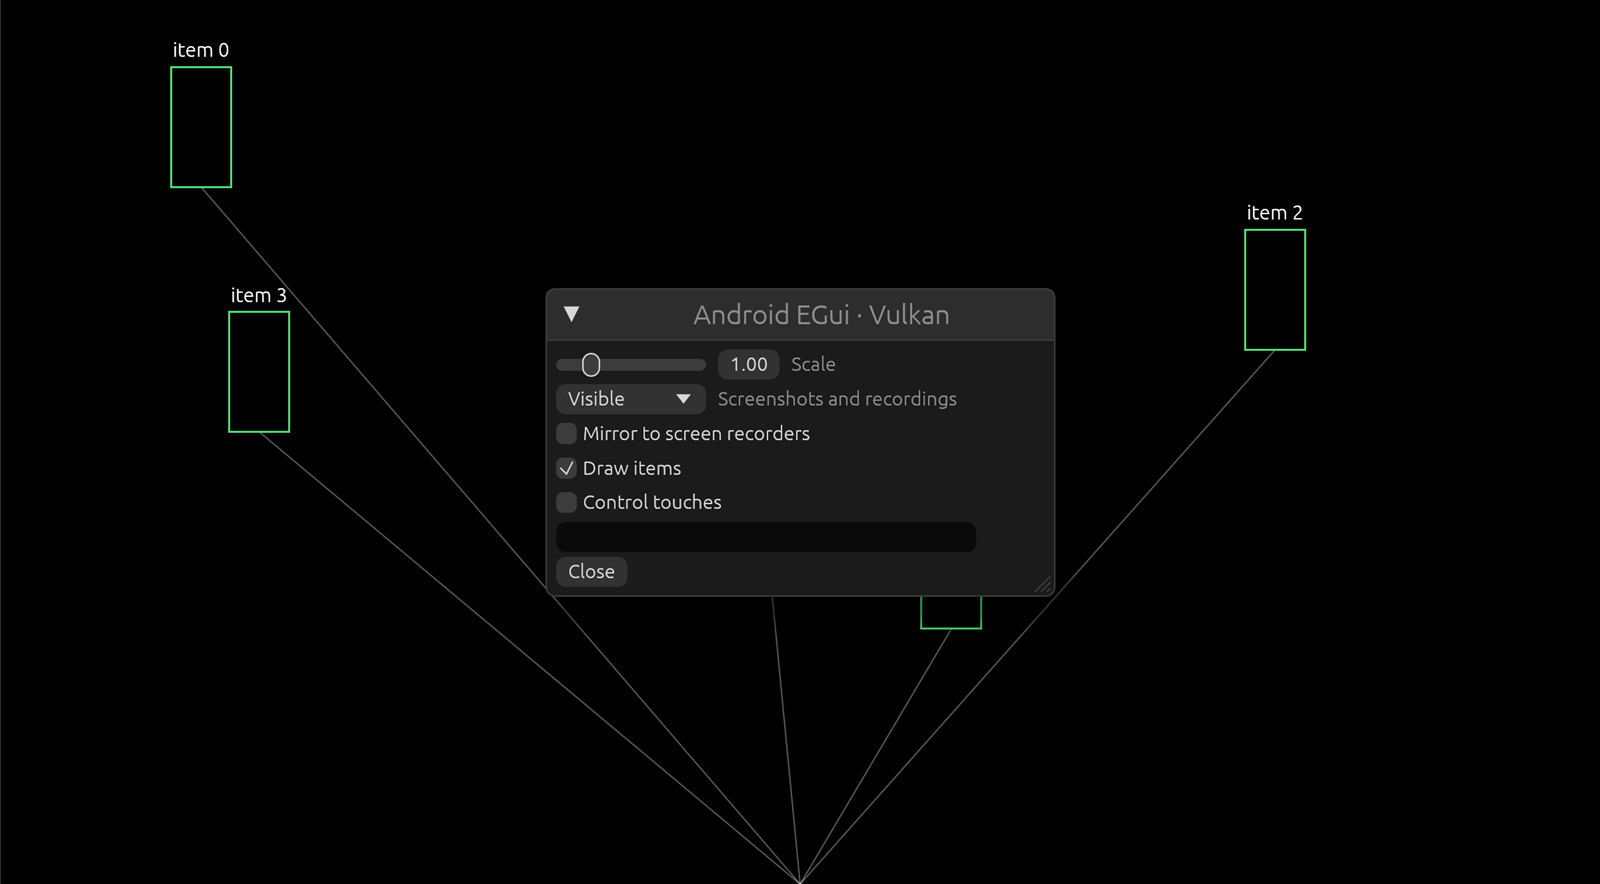 item 0
item 2
item 3
Android EGui · Vulkan
1.00 Scale
Visible Screenshots and recordings
Mirror to screen recorders
Draw items
Control touches
Close